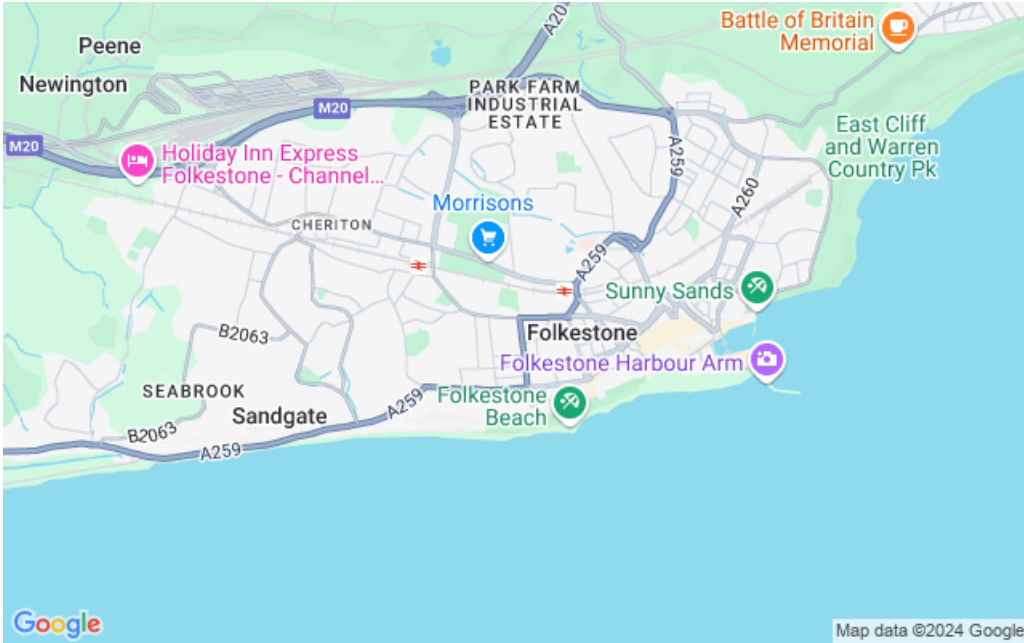 A20
Battle of Britain
Memorial
Peene
Newington
PARK FARM
INDUSTRIAL
ESTATE
M20
M20
East Cliff
and Warren
Country Pk
Holiday Inn Express
Folkestone - Channel...
A259
A260
Morrisons
CHERITON
A259
Sunny Sands
B2063
Folkestone
Folkestone Harbour Arm
SEABROOK
Sandgate
A259
Folkestone
Beach
B2063
A259
Google
Map data ©2024 Google